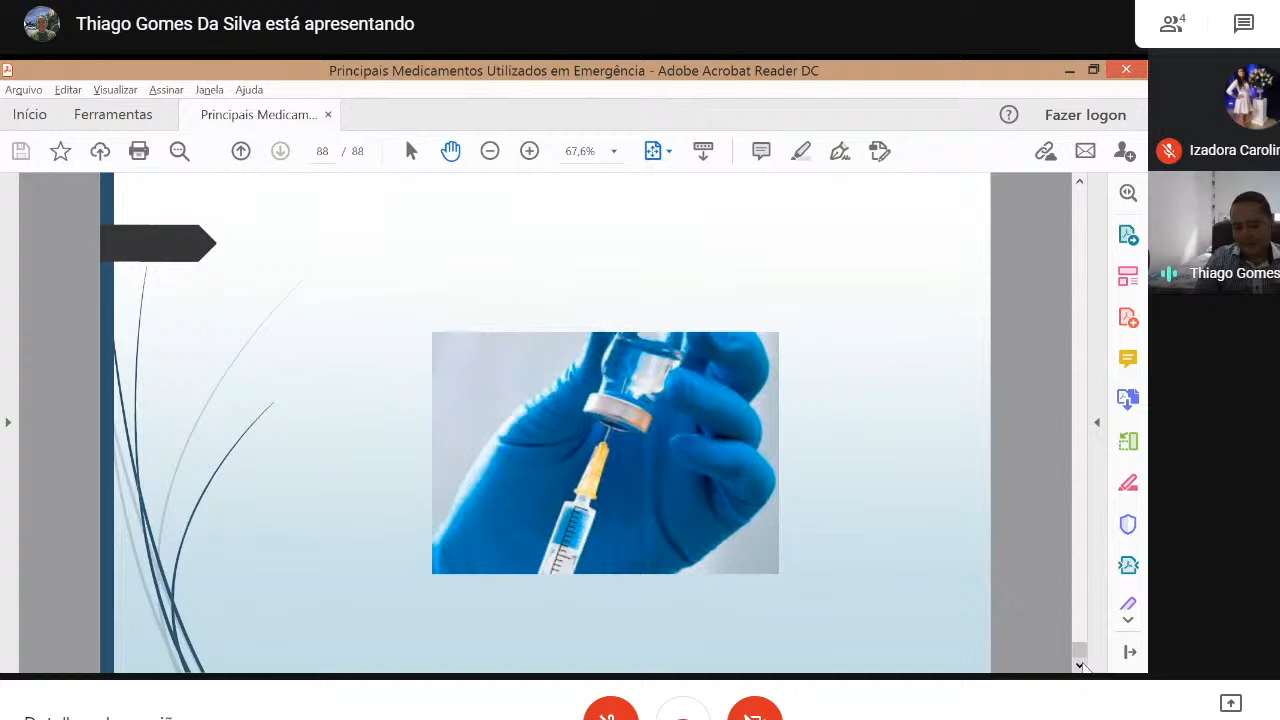 Thiago Gomes Da Silva está apresentando
4
Principais Medicamentos Utilizados em Emergência - Adobe Acrobat Reader DC
Arquivo Editar Visualizar Assinar Janela Ajuda
Início Ferramentas Principais Medicam... Fazer logon
88 / 88 67,6%
Izadora Carolin
Thiago Gomes